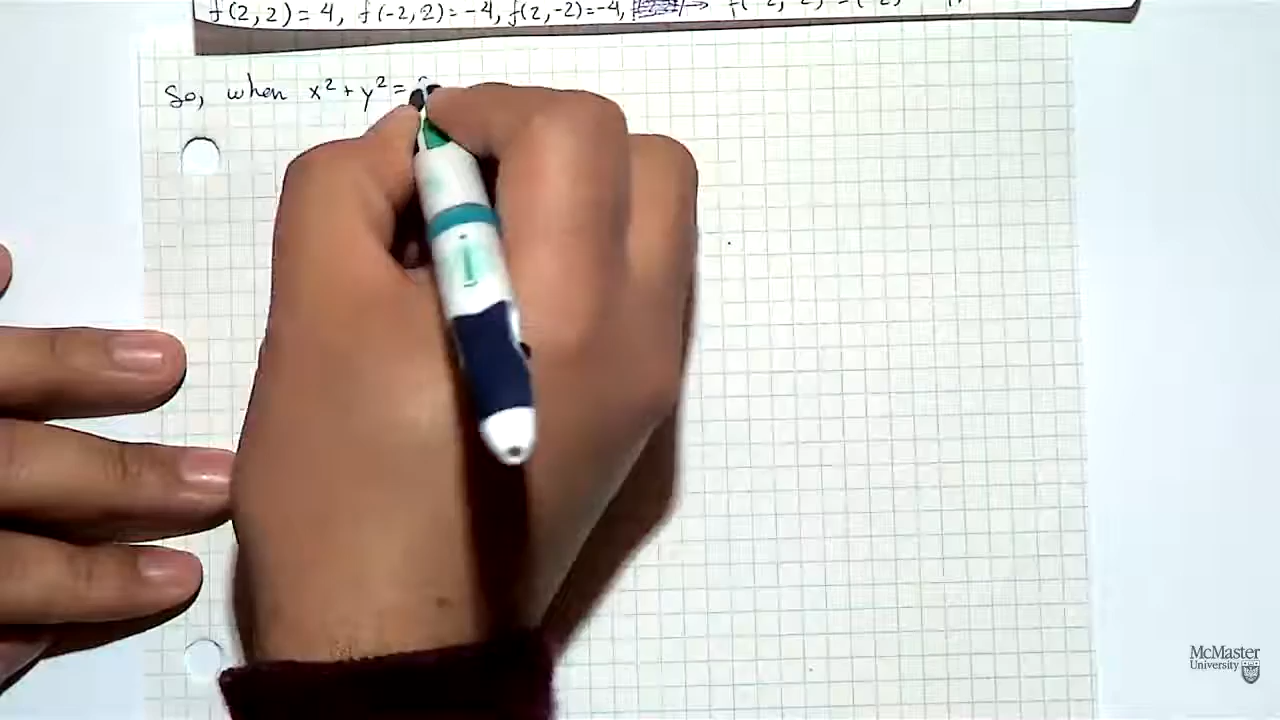 f(2,2)=4, f(-2,2)=-4, f(2,-2)=-4,
So, when x²+y²=
McMaster
University